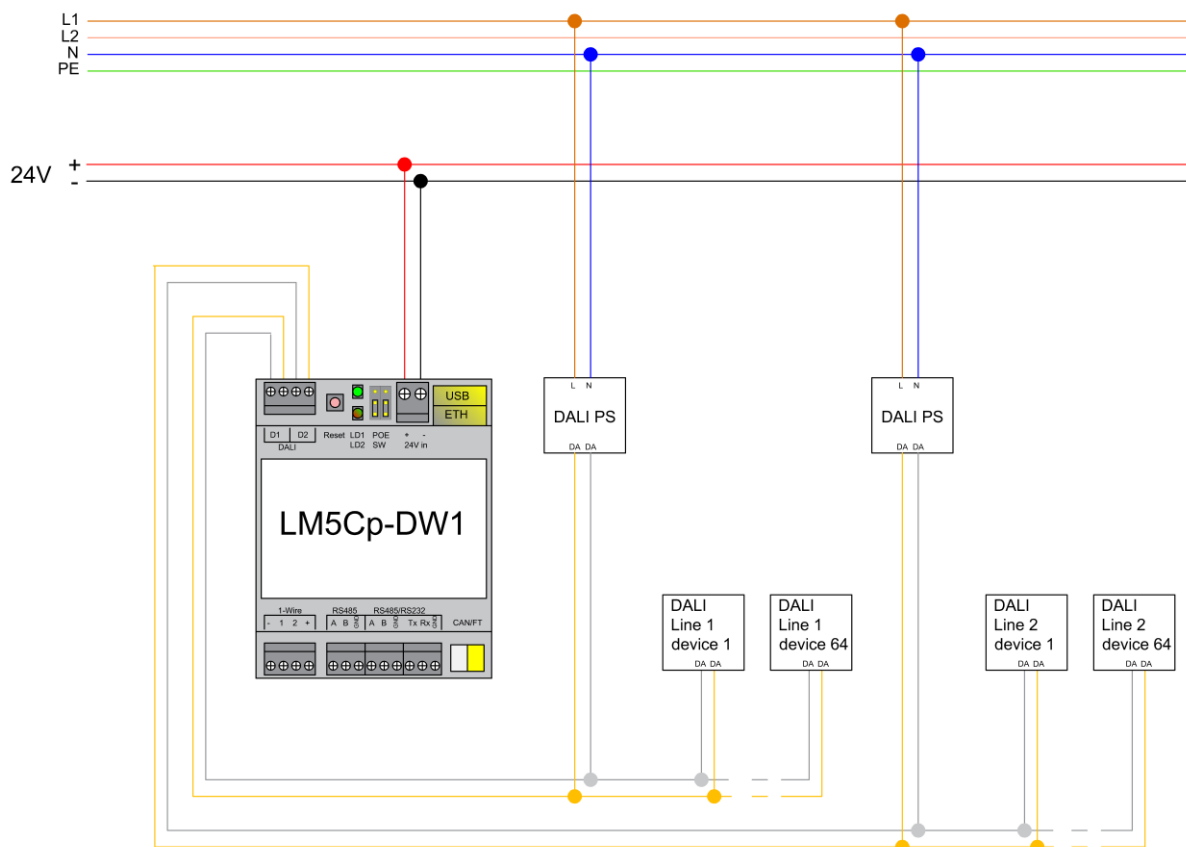 L1
L2
N
PE
24V
+
-
USB
ETH
D1 D2
DALI
Reset LD1 POE + -
LD2 SW 24V in
LM5Cp-DW1
1-Wire RS485 RS485/RS232
- 1 2 + A B GND A B GND Tx Rx GND CAN/FT
L N
DALI PS
DA DA
L N
DALI PS
DA DA
DALI
Line 1
device 1
DA DA
DALI
Line 1
device 64
DA DA
DALI
Line 2
device 1
DA DA
DALI
Line 2
device 64
DA DA